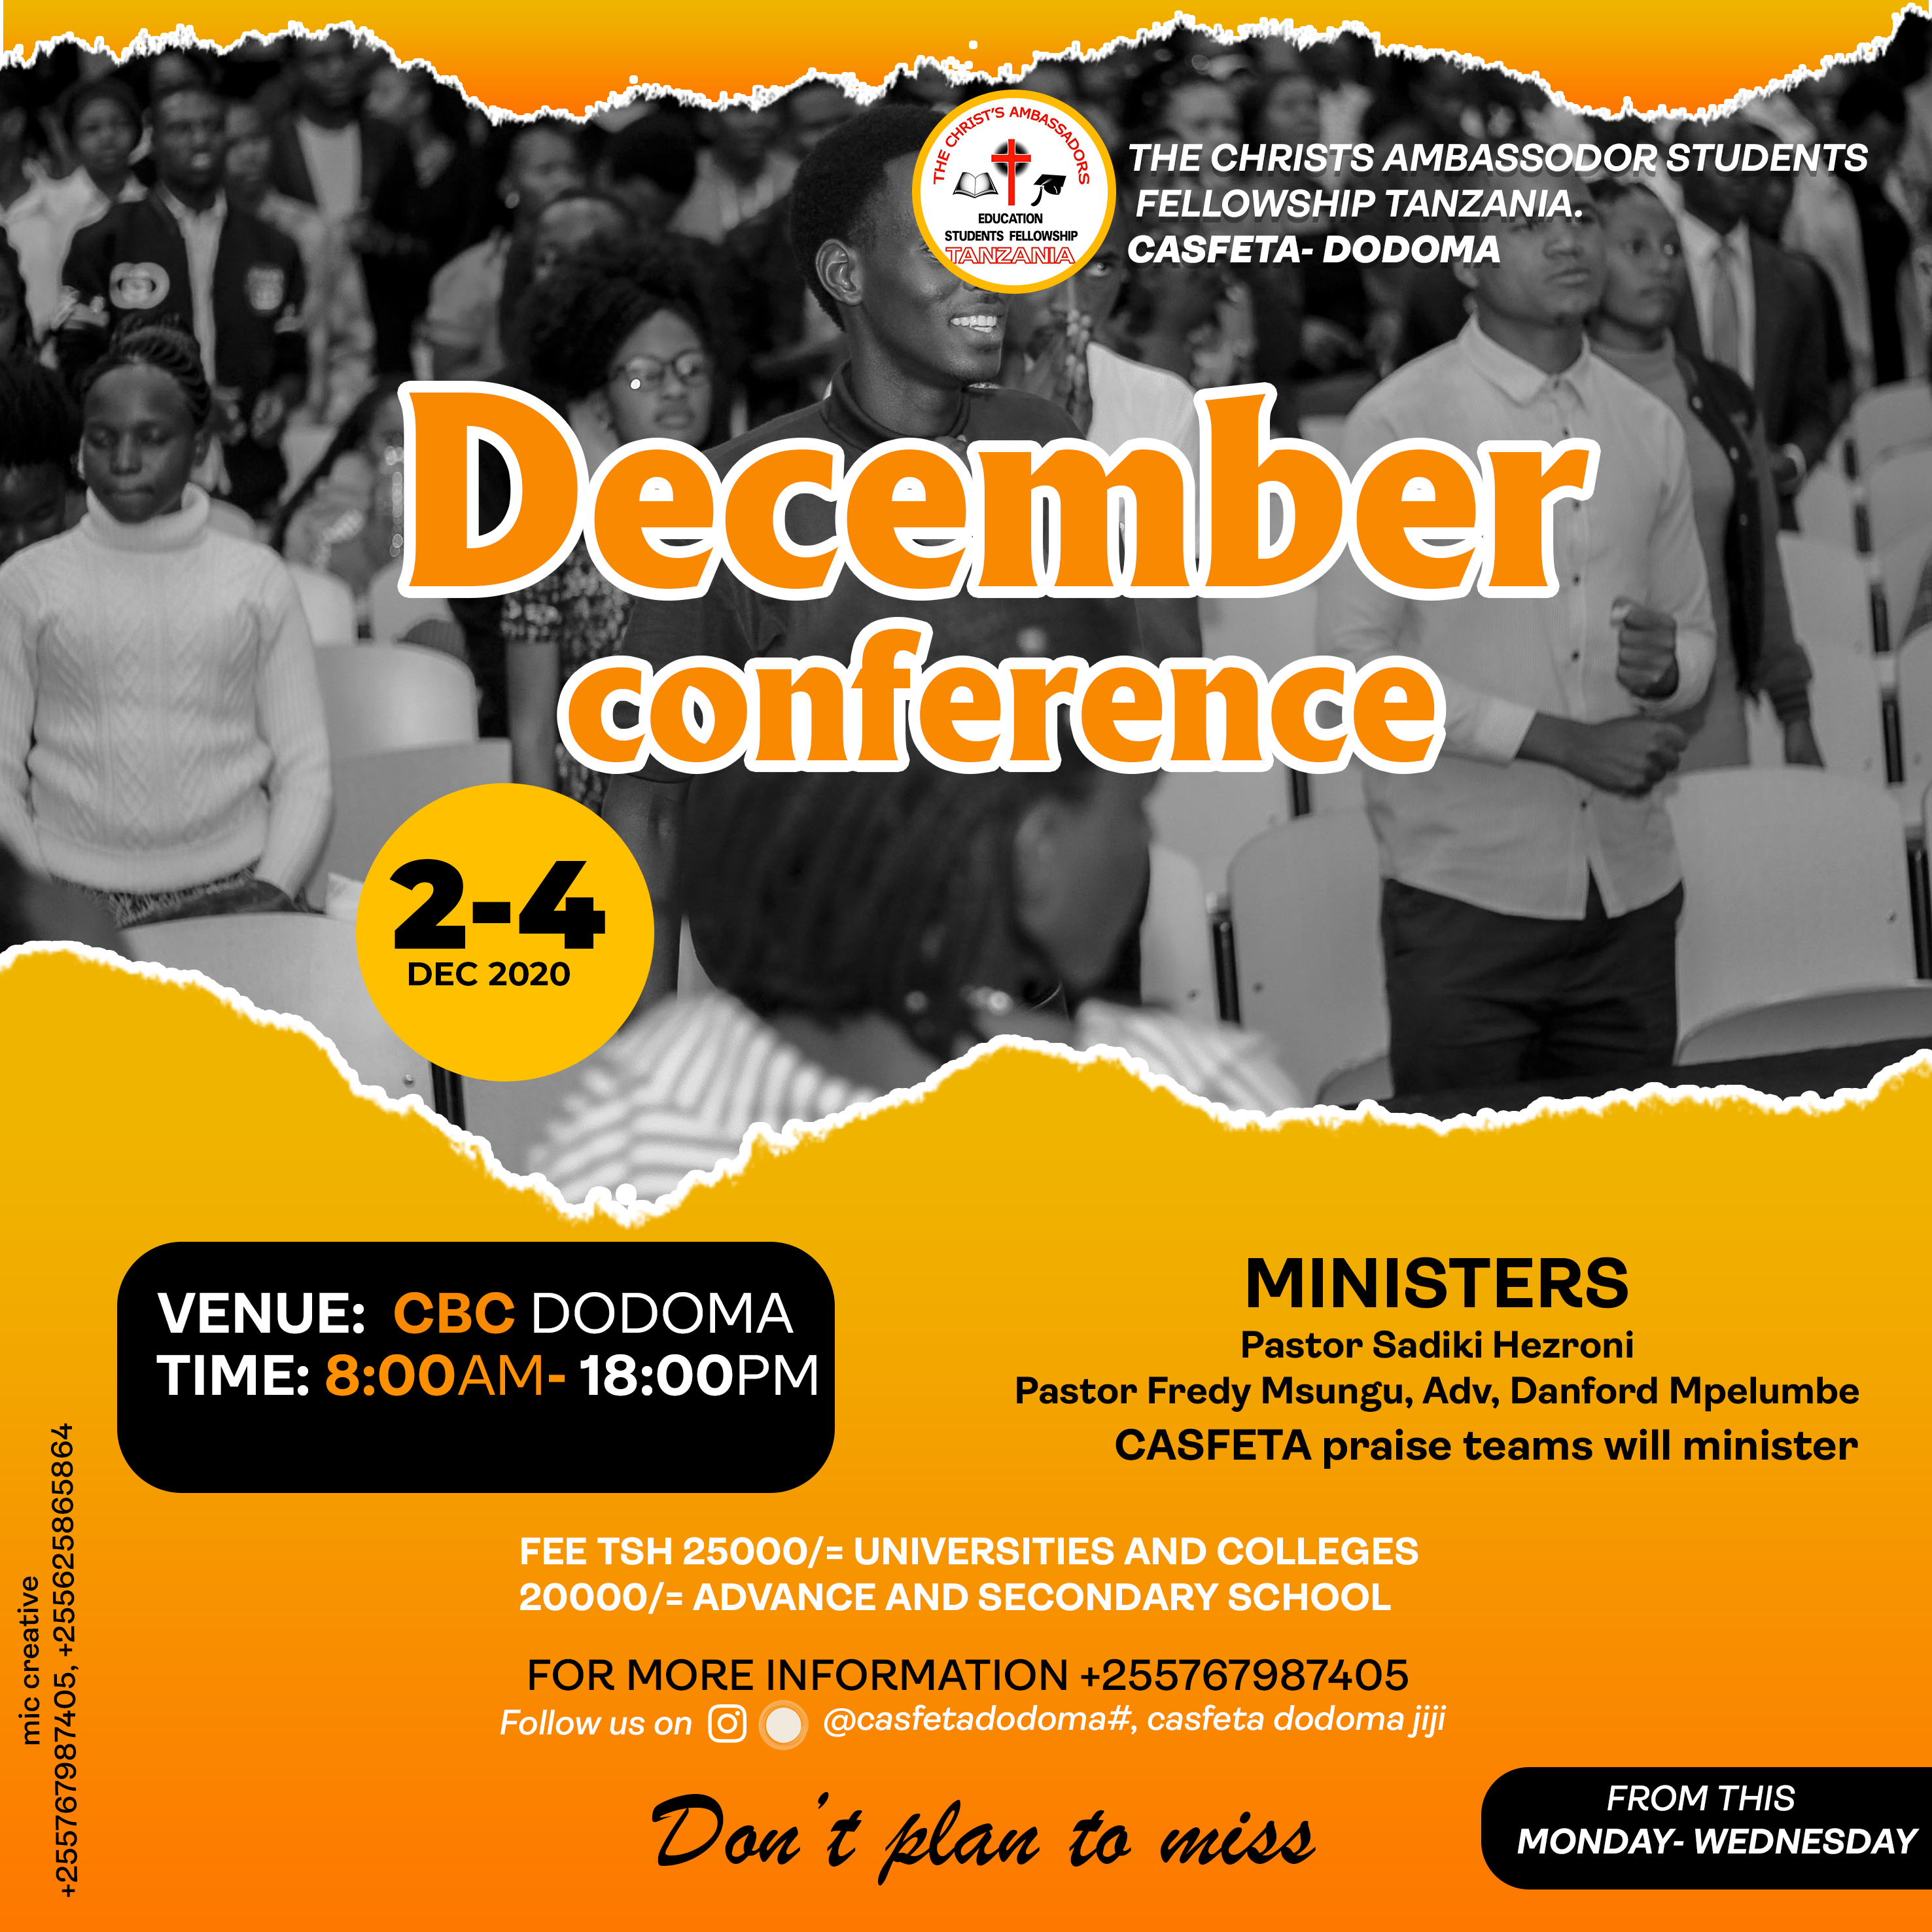 THE CHRIST'S AMBASSADORS
EDUCATION
STUDENTS FELLOWSHIP
TANZANIA
THE CHRISTS AMBASSODOR STUDENTS
FELLOWSHIP TANZANIA.
CASFETA- DODOMA
December
conference
2-4
DEC 2020
VENUE: CBC DODOMA
TIME: 8:00AM- 18:00PM
MINISTERS
Pastor Sadiki Hezroni
Pastor Fredy Msungu, Adv, Danford Mpelumbe
CASFETA praise teams will minister
FEE TSH 25000/= UNIVERSITIES AND COLLEGES
20000/= ADVANCE AND SECONDARY SCHOOL
FOR MORE INFORMATION +255767987405
Follow us on @casfetadodoma#, casfeta dodoma jiji
Don't plan to miss
FROM THIS
MONDAY- WEDNESDAY
mic creative
+255767987405, +255625865864